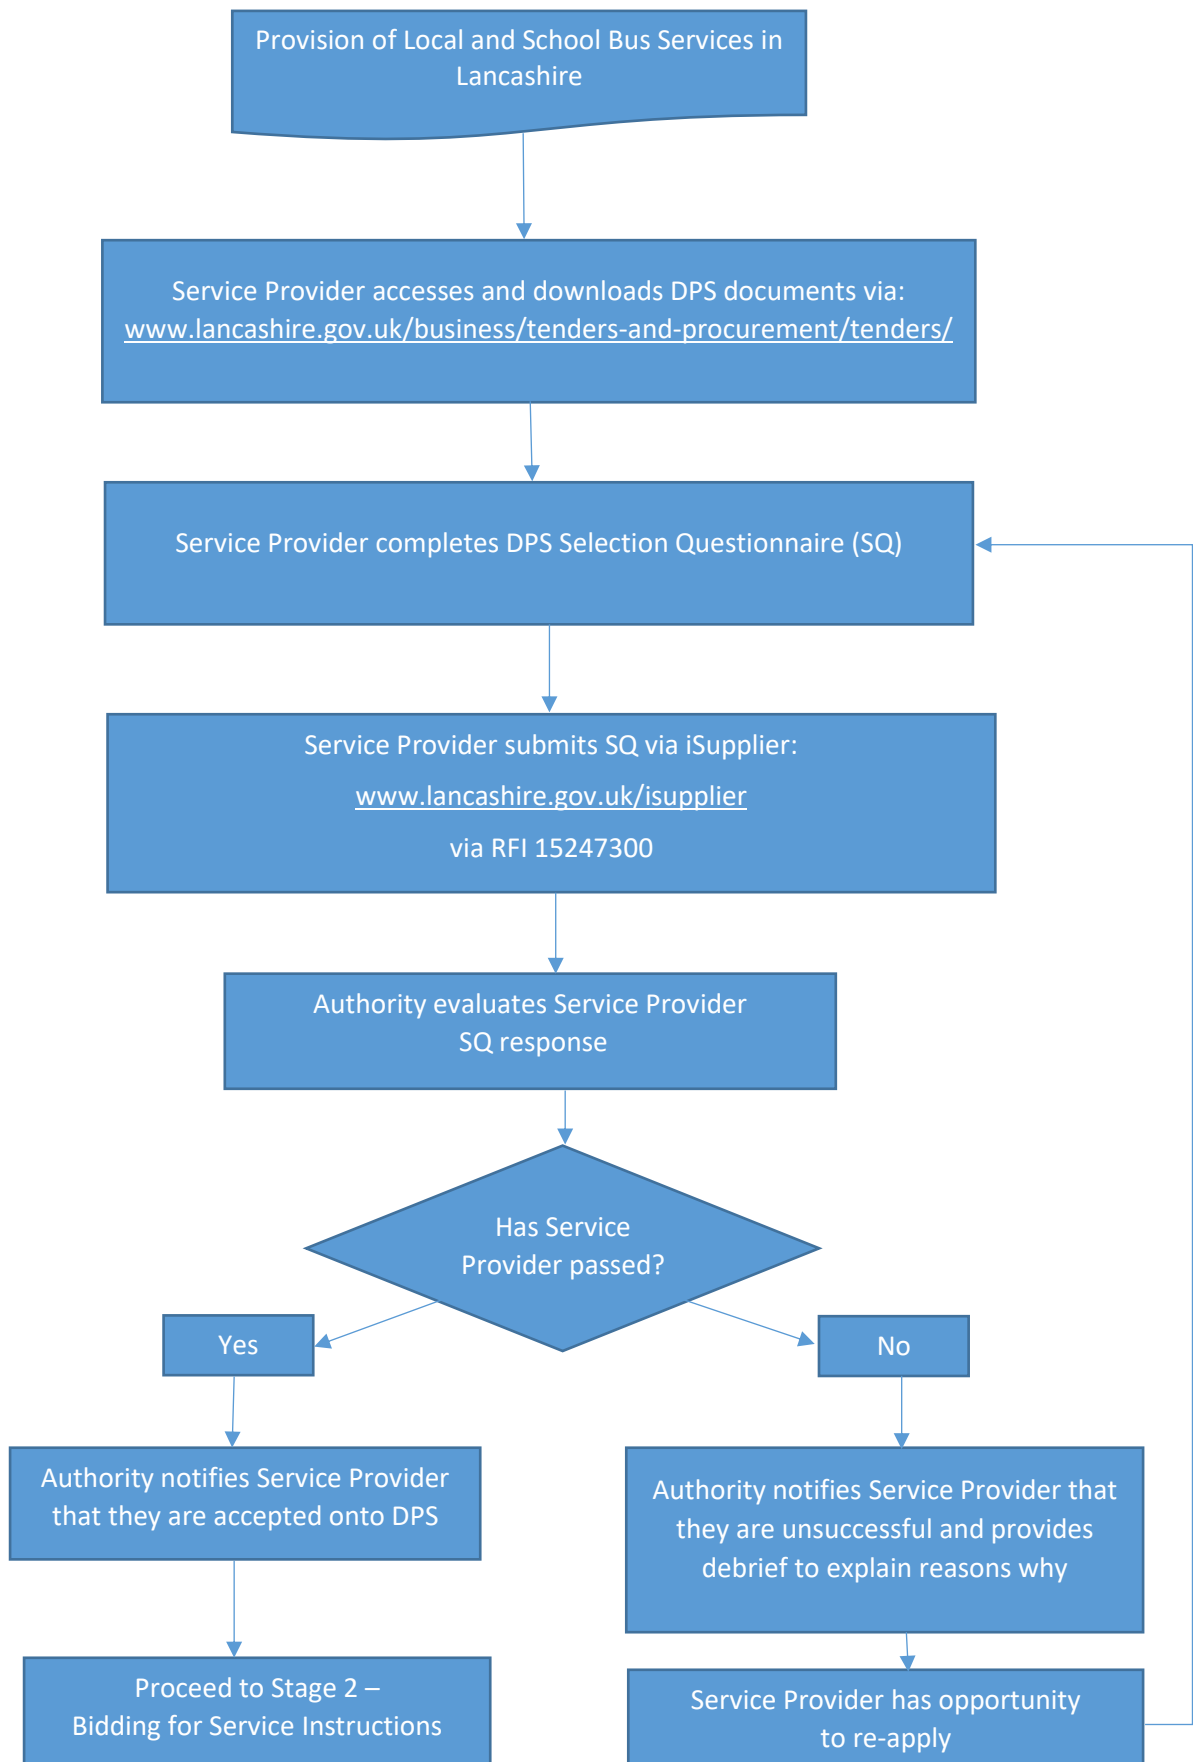 Provision of Local and School Bus Services in
Lancashire
Service Provider accesses and downloads DPS documents via:
www.lancashire.gov.uk/business/tenders-and-procurement/tenders/
Service Provider completes DPS Selection Questionnaire (SQ)
Service Provider submits SQ via iSupplier:
www.lancashire.gov.uk/isupplier
via RFI 15247300
Authority evaluates Service Provider
SQ response
Has Service
Provider passed?
Yes
No
Authority notifies Service Provider
that they are accepted onto DPS
Authority notifies Service Provider that
they are unsuccessful and provides
debrief to explain reasons why
Proceed to Stage 2 –
Bidding for Service Instructions
Service Provider has opportunity
to re-apply